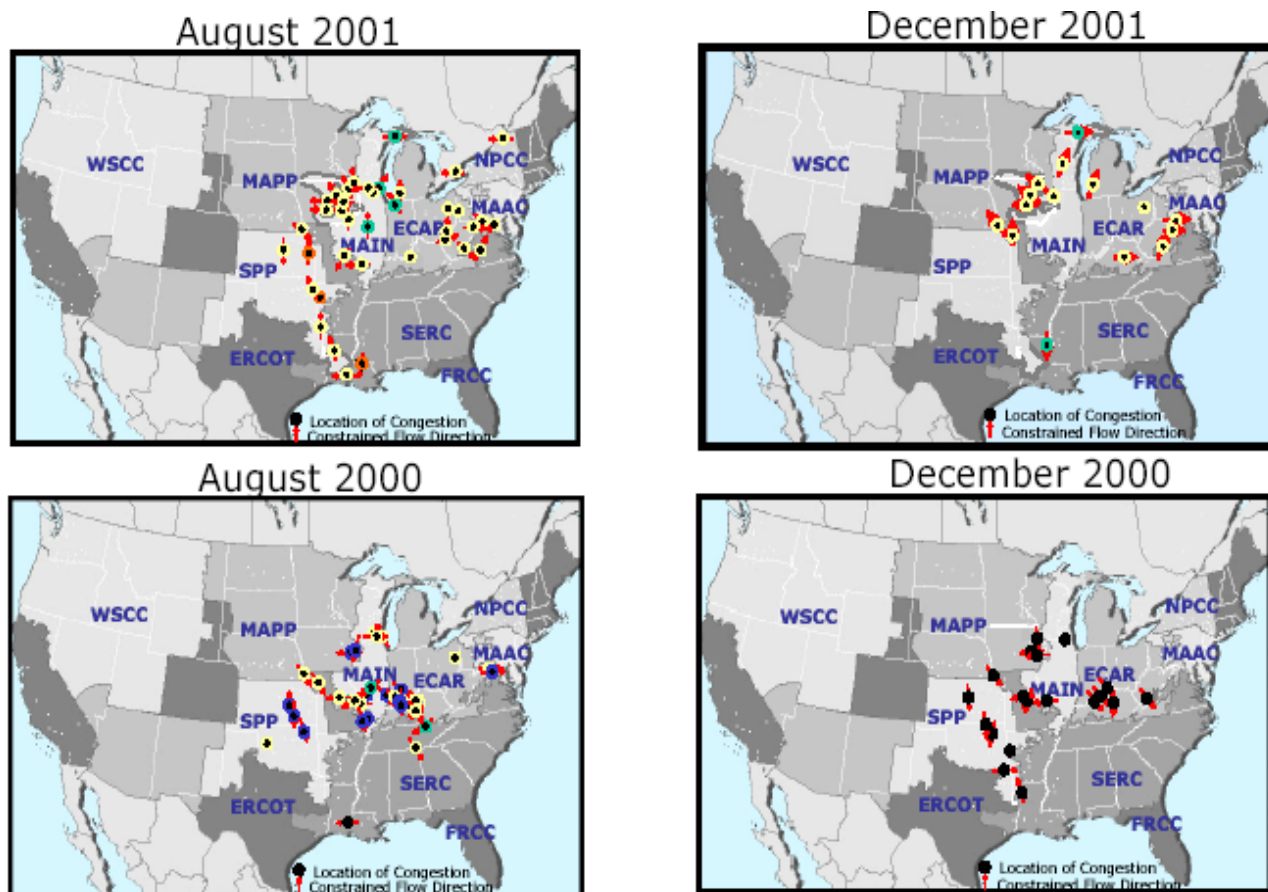 August 2001
WSCC
MAPP
NPCC
MAAC
ECAR
MAIN
SPP
SERC
ERCOT
FRCC
Location of Congestion
Constrained Flow Direction
December 2001
WSCC
MAPP
NPCC
MAAC
ECAR
MAIN
SPP
SERC
ERCOT
FRCC
Location of Congestion
Constrained Flow Direction
August 2000
WSCC
MAPP
NPCC
MAAC
MAIN
ECAR
SPP
SERC
ERCOT
FRCC
Location of Congestion
Constrained Flow Direction
December 2000
WSCC
MAPP
NPCC
MAAC
ECAR
MAIN
SPP
SERC
ERCOT
FRCC
Location of Congestion
Constrained Flow Direction